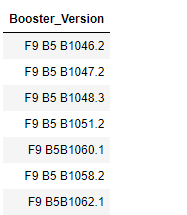 Booster_Version
F9 B5 B1046.2
F9 B5 B1047.2
F9 B5 B1048.3
F9 B5 B1051.2
F9 B5B1060.1
F9 B5 B1058.2
F9 B5B1062.1